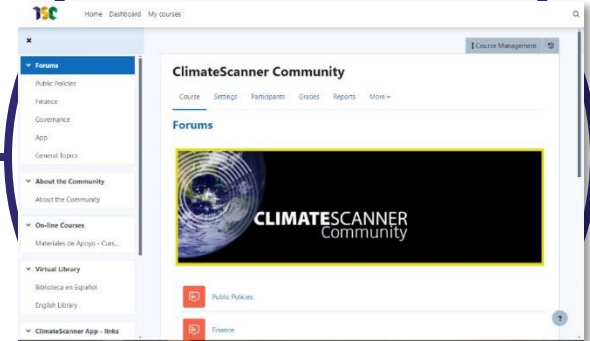 TSC
Home Dashboard My courses
Course Management
Forums
Public Policies
Finance
Governance
App
General Topics
About the Community
About the Community
On-line Courses
Materiales de Apoyo - Curs...
Virtual Library
Biblioteca en Español
English Library
ClimateScanner App - links
ClimateScanner Community
Course Settings Participants Grades Reports More
Forums
CLIMATESCANNER
Community
Public Policies
Finance
?